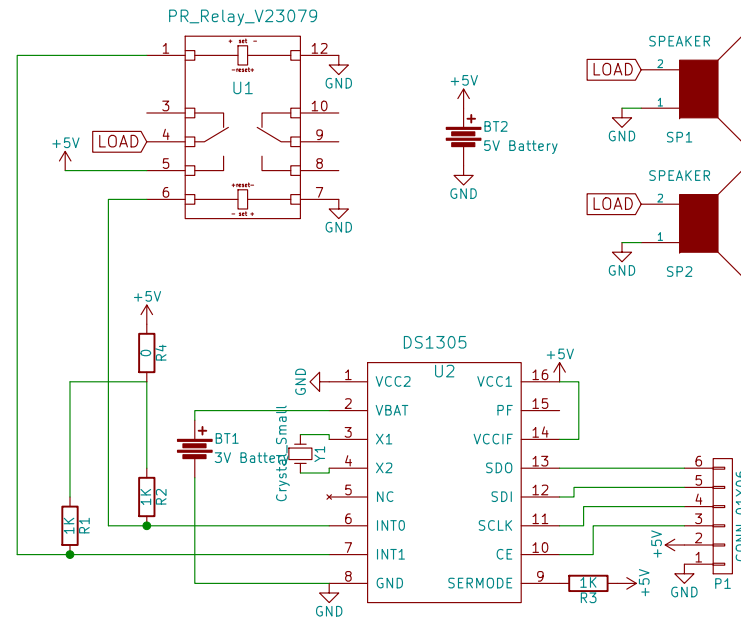 PR_Relay_V23079
+ set -
1
12
-reset+
GND
U1
3
10
+5V
LOAD
4
9
5
8
+reset-
6
7
- set +
GND
+5V
BT2
5V Battery
GND
SPEAKER
LOAD
2
1
GND
SP1
SPEAKER
LOAD
2
1
GND
SP2
+5V
0
R4
1K
R2
1K
R1
BT1
3V Battery
Crystal_Small
Y1
DS1305
U2
+5V
GND
1
VCC2
VCC1
16
2
VBAT
PF
15
3
X1
VCCIF
14
4
X2
SDO
13
5
NC
SDI
12
6
INT0
SCLK
11
7
INT1
CE
10
8
GND
SERMODE
9
GND
1K
R3
+5V
6
5
4
3
2
1
+5V
GND
CONN_01X06
P1